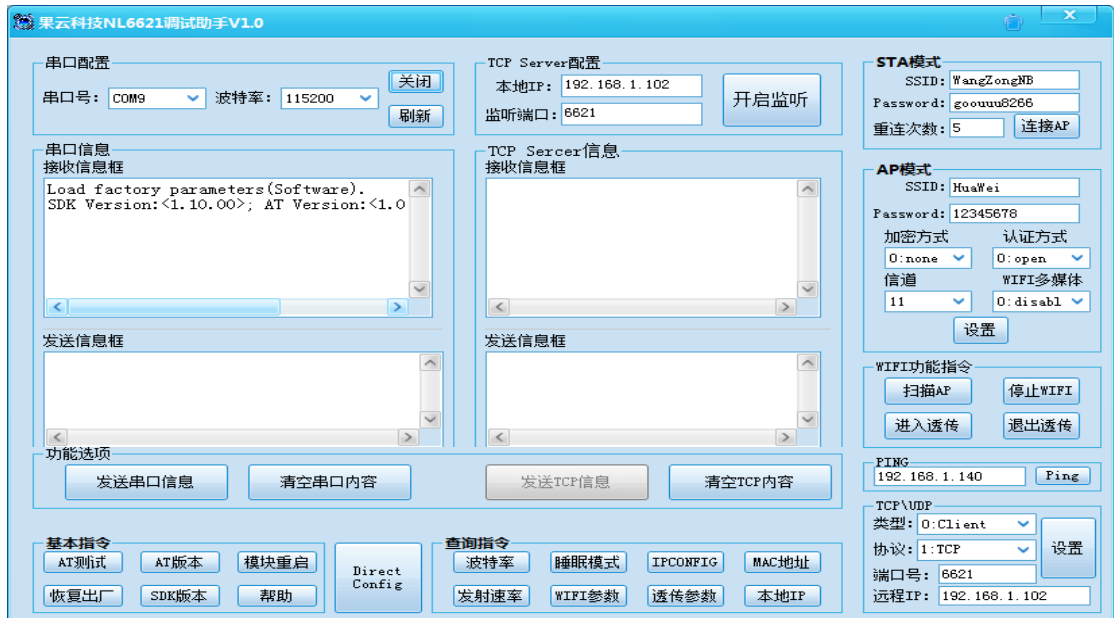 果云科技NL6621调试助手V1.0
串口配置
串口号: COM9 波特率: 115200
关闭
刷新
TCP Server配置
本地IP: 192.168.1.102
监听端口: 6621
开启监听
STA模式
SSID: WangZongNB
Password: goouuu8266
重连次数: 5 连接AP
串口信息
接收信息框
Load factory parameters(Software).
SDK Version:<1.10.00>; AT Version:<1.0
发送信息框
TCP Sercer信息
接收信息框
发送信息框
AP模式
SSID: HuaWei
Password: 12345678
加密方式 认证方式
0:none 0:open
信道 WIFI多媒体
11 0:disabl
设置
WIFI功能指令
扫描AP 停止WIFI
进入透传 退出透传
功能选项
发送串口信息 清空串口内容 发送TCP信息 清空TCP内容
PING
192.168.1.140 Ping
TCP\UDP
类型: 0:Client
协议: 1:TCP
设置
端口号: 6621
远程IP: 192.168.1.102
基本指令
AT测试 AT版本 模块重启
恢复出厂 SDK版本 帮助
Direct
Config
查询指令
波特率 睡眠模式 IPCONFIG MAC地址
发射速率 WIFI参数 透传参数 本地IP